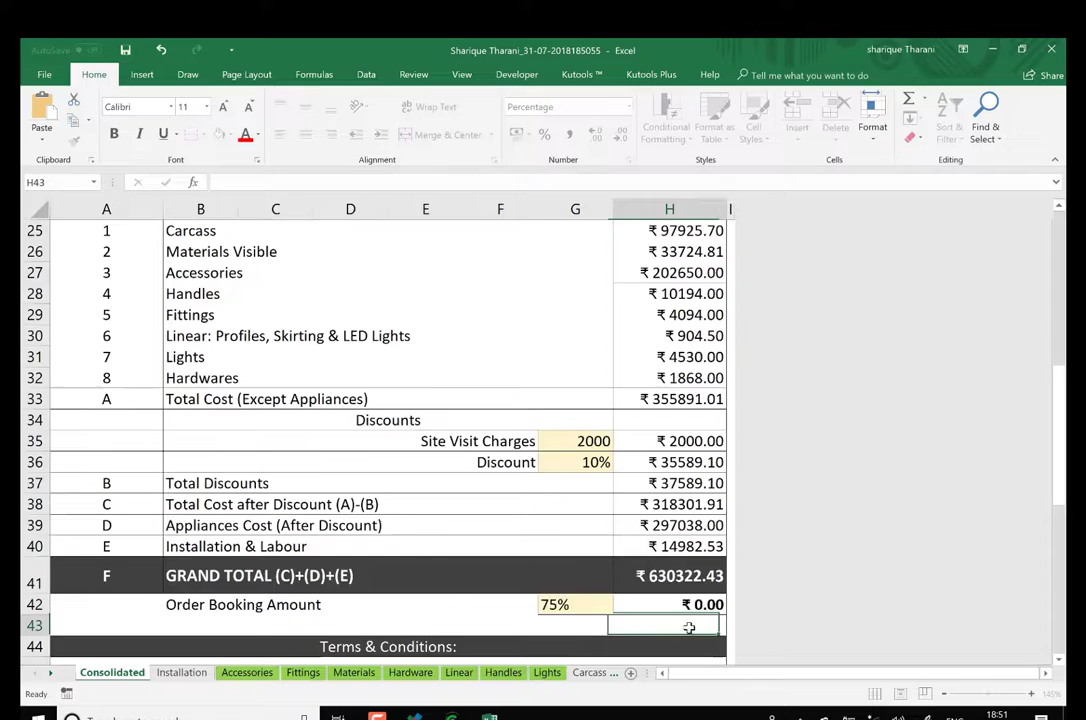 AutoSave
Sharique Tharani_31-07-2018185055 - Excel
sharique Tharani
File Home Insert Draw Page Layout Formulas Data Review View Developer Kutools ™ Kutools Plus Help Tell me what you want to do Share
Calibri 11 Wrap Text Percentage
Paste B I U Merge & Center Conditional Formatting Format as Table Cell Styles Insert Delete Format Find & Select
Clipboard Font Alignment Number Styles Cells Editing
H43 fx
A B C D E F G H I
25 1 Carcass ₹ 97925.70
26 2 Materials Visible ₹ 33724.81
27 3 Accessories ₹ 202650.00
28 4 Handles ₹ 10194.00
29 5 Fittings ₹ 4094.00
30 6 Linear: Profiles, Skirting & LED Lights ₹ 904.50
31 7 Lights ₹ 4530.00
32 8 Hardwares ₹ 1868.00
33 A Total Cost (Except Appliances) ₹ 355891.01
34 Discounts
35 Site Visit Charges 2000 ₹ 2000.00
36 Discount 10% ₹ 35589.10
37 B Total Discounts ₹ 37589.10
38 C Total Cost after Discount (A)-(B) ₹ 318301.91
39 D Appliances Cost (After Discount) ₹ 297038.00
40 E Installation & Labour ₹ 14982.53
41 F GRAND TOTAL (C)+(D)+(E) ₹ 630322.43
42 Order Booking Amount 75% ₹ 0.00
43
44 Terms & Conditions:
Consolidated Installation Accessories Fittings Materials Hardware Linear Handles Lights Carcass ...
Ready 145%
18:51